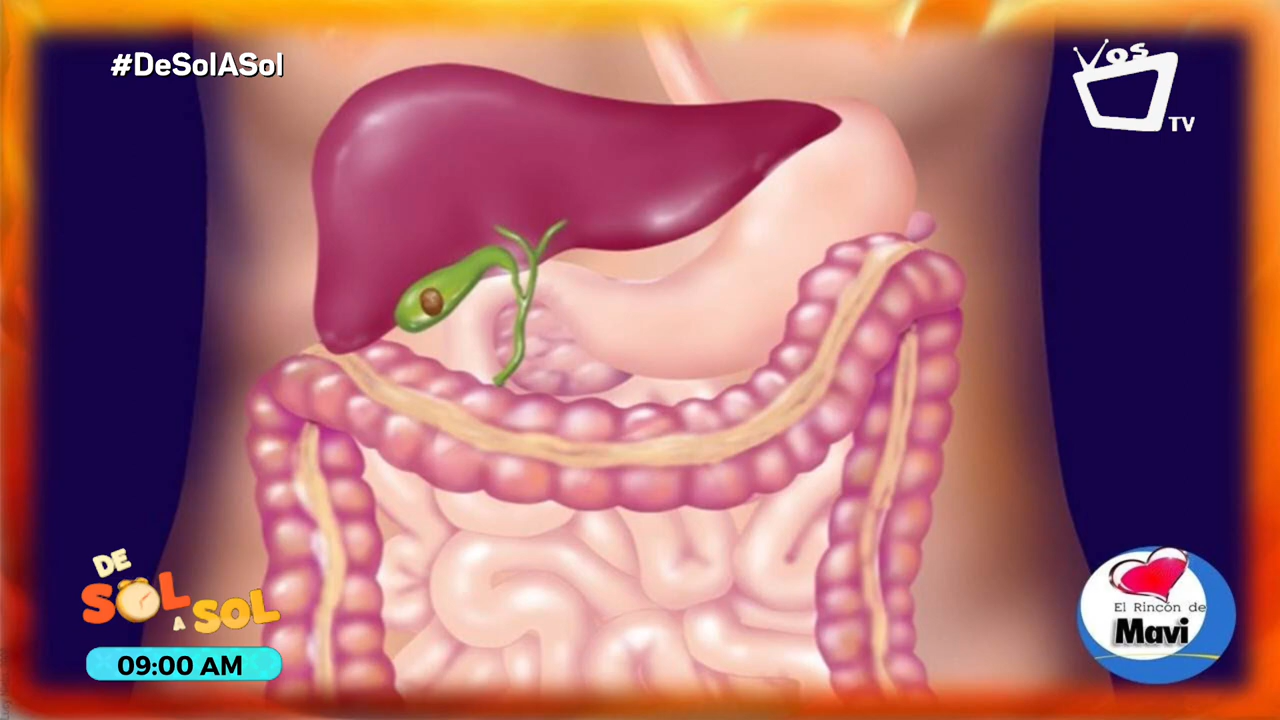 #DeSolASol
VOS
TV
DE
SOL
A SOL
09:00 AM
El Rincón de
Mavi